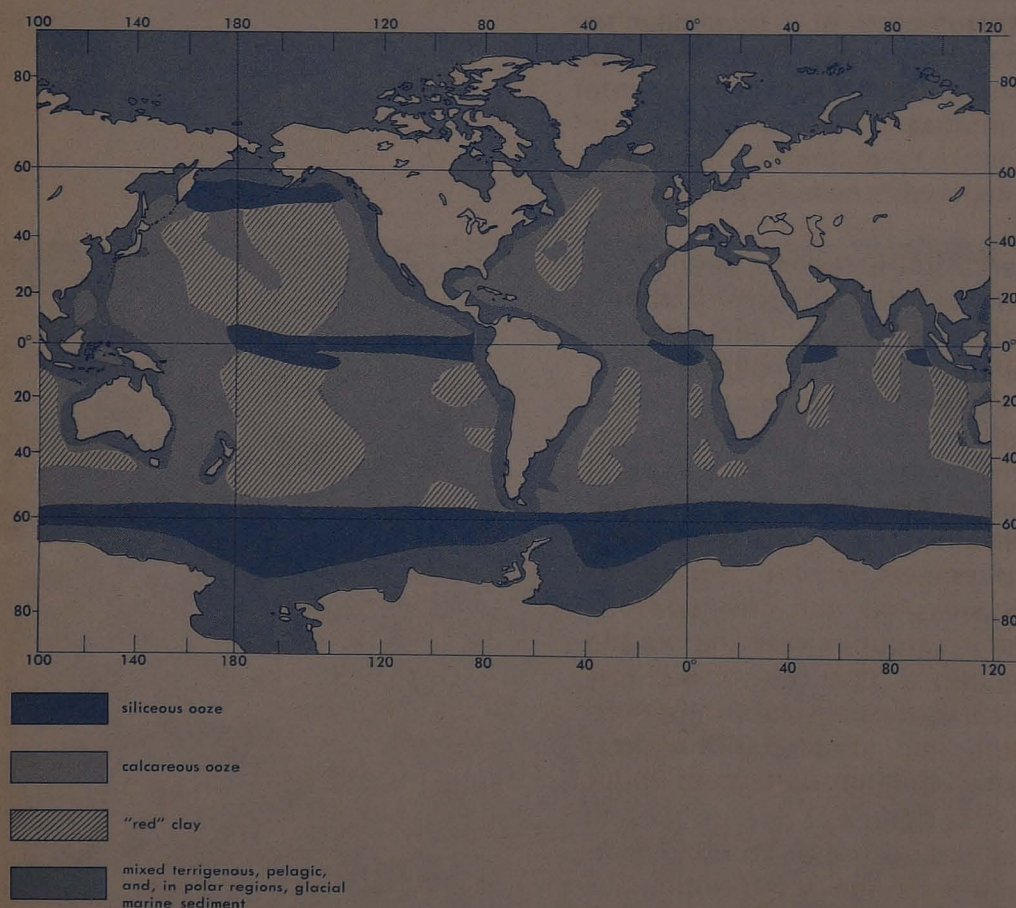 100 140 180 120 80 40 0° 40 80 120
80 80
60 60
40 40
20 20
0° 0°
20 20
40 40
60 60
80 80
100 140 180 120 80 40 0° 40 80 120
siliceous ooze
calcareous ooze
"red" clay
mixed terrigenous, pelagic,
and, in polar regions, glacial
marine sediment